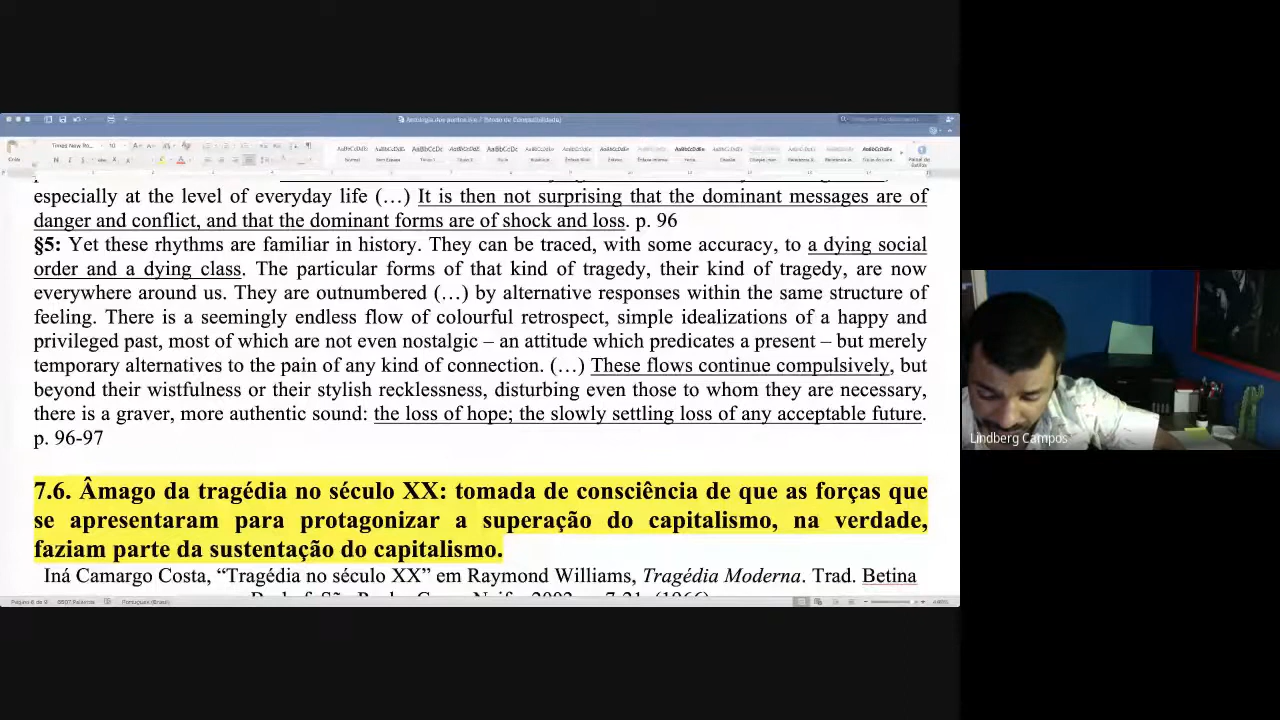 especially at the level of everyday life (…) It is then not surprising that the dominant messages are of
danger and conflict, and that the dominant forms are of shock and loss. p. 96
§5: Yet these rhythms are familiar in history. They can be traced, with some accuracy, to a dying social
order and a dying class. The particular forms of that kind of tragedy, their kind of tragedy, are now
everywhere around us. They are outnumbered (…) by alternative responses within the same structure of
feeling. There is a seemingly endless flow of colourful retrospect, simple idealizations of a happy and
privileged past, most of which are not even nostalgic – an attitude which predicates a present – but merely
temporary alternatives to the pain of any kind of connection. (…) These flows continue compulsively, but
beyond their wistfulness or their stylish recklessness, disturbing even those to whom they are necessary,
there is a graver, more authentic sound: the loss of hope; the slowly settling loss of any acceptable future.
p. 96-97
7.6. Âmago da tragédia no século XX: tomada de consciência de que as forças que
se apresentaram para protagonizar a superação do capitalismo, na verdade,
faziam parte da sustentação do capitalismo.
Iná Camargo Costa, “Tragédia no século XX” em Raymond Williams, Tragédia Moderna. Trad. Betina
Lindberg Campos